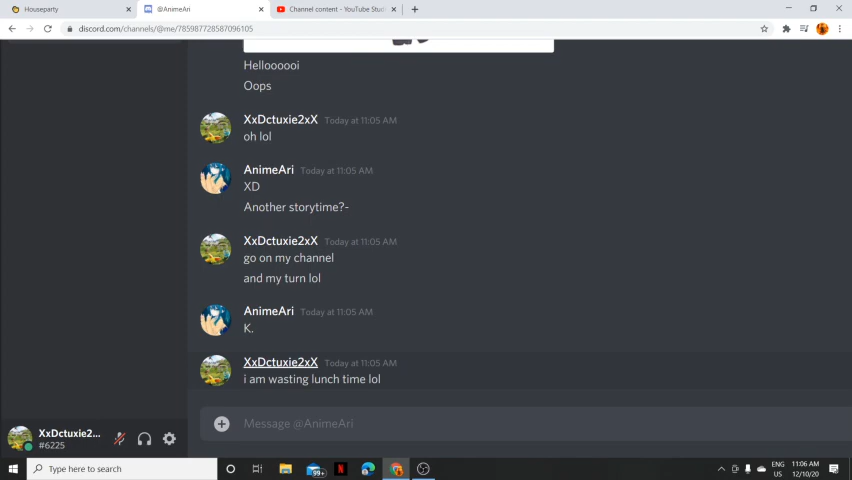 Houseparty
@AnimeAri
Channel content - YouTube Stu
discord.com/channels/@me/785987728587096105
Helloooooi
Oops
XxDctuxie2xX Today at 11:05 AM
oh lol
AnimeAri Today at 11:05 AM
XD
Another storytime?-
XxDctuxie2xX Today at 11:05 AM
go on my channel
and my turn lol
AnimeAri Today at 11:05 AM
K.
XxDctuxie2xX Today at 11:05 AM
i am wasting lunch time lol
Message @AnimeAri
XxDctuxie2...
#6225
Type here to search
99+
ENG
US
11:06 AM
12/10/20